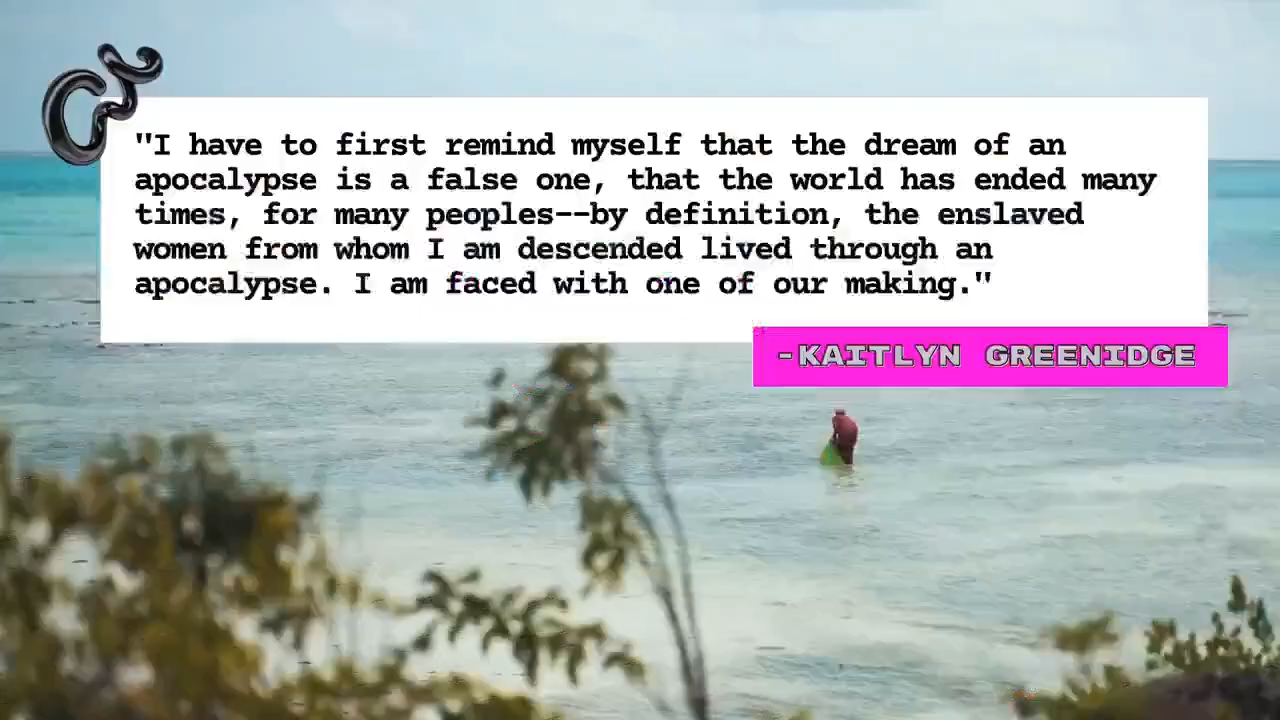 "I have to first remind myself that the dream of an
apocalypse is a false one, that the world has ended many
times, for many peoples--by definition, the enslaved
women from whom I am descended lived through an
apocalypse. I am faced with one of our making."
-KAITLYN GREENIDGE